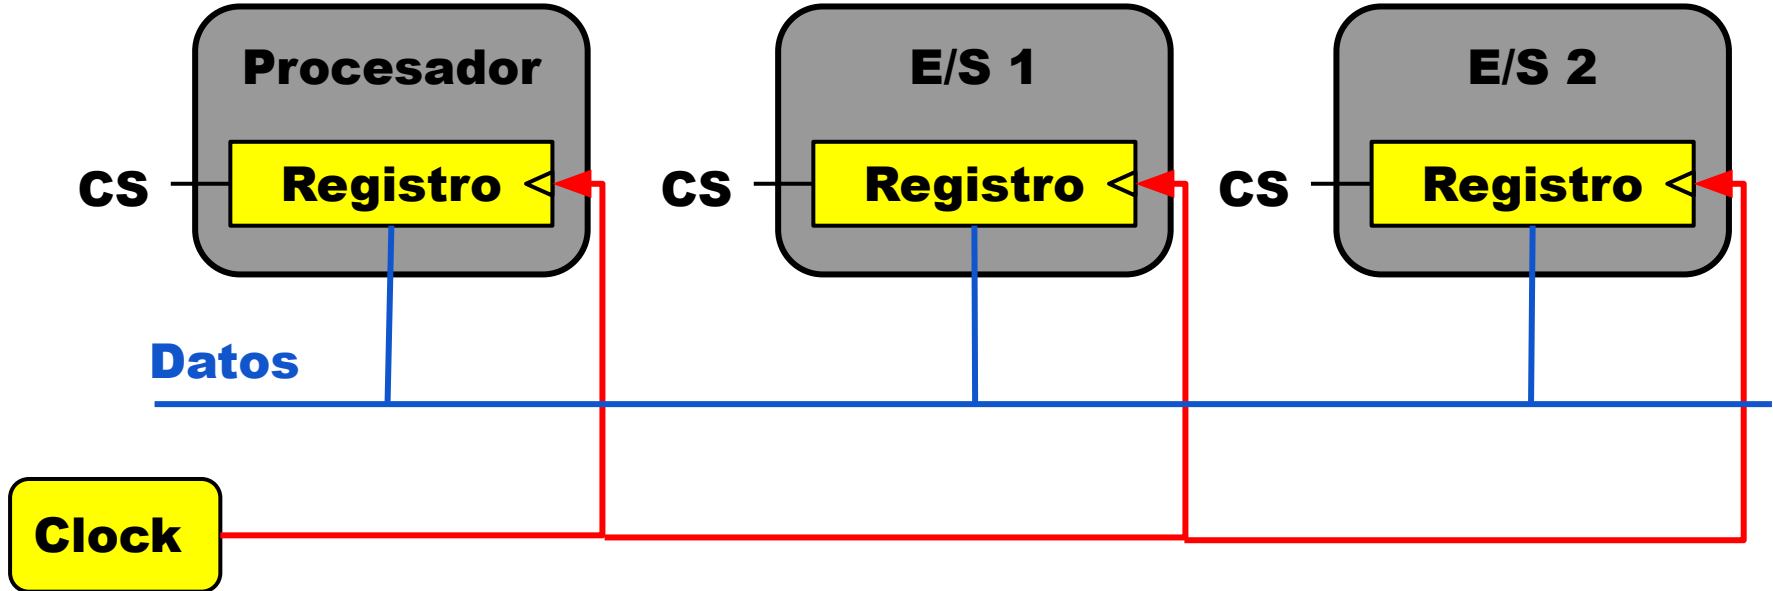 Procesador
E/S 1
E/S 2
CS
Registro
CS
Registro
CS
Registro
Datos
Clock